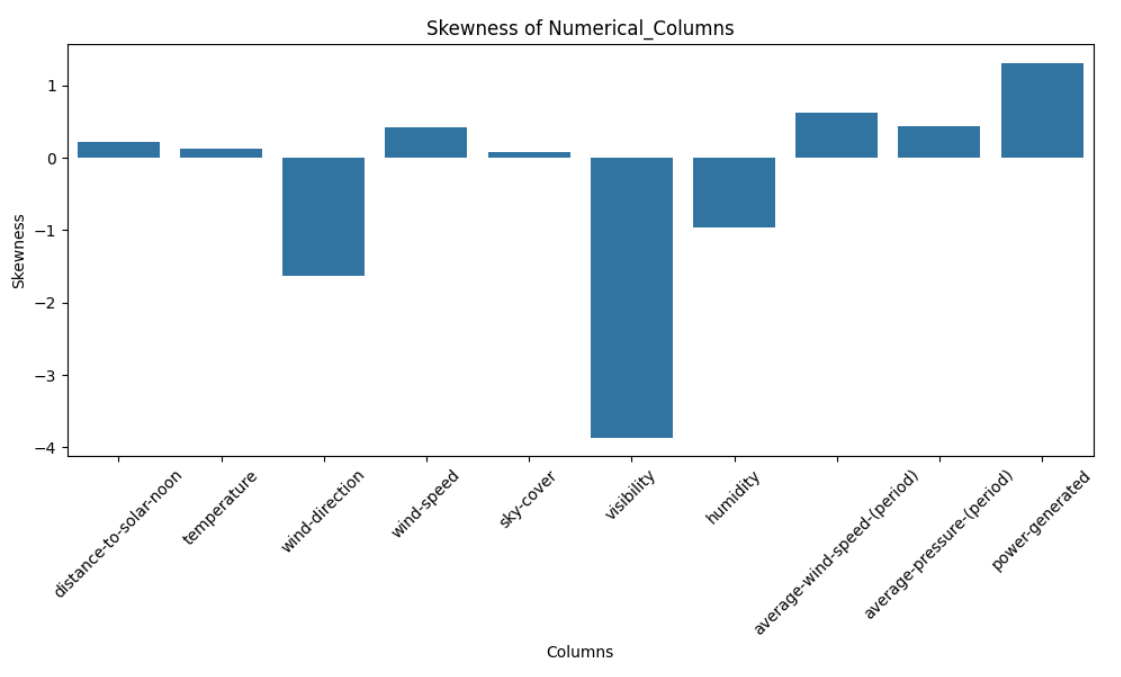 Skewness of Numerical_Columns
Skewness
1
0
−1
−2
−3
−4
distance-to-solar-noon
temperature
wind-direction
wind-speed
sky-cover
visibility
humidity
average-wind-speed-(period)
average-pressure-(period)
power-generated
Columns